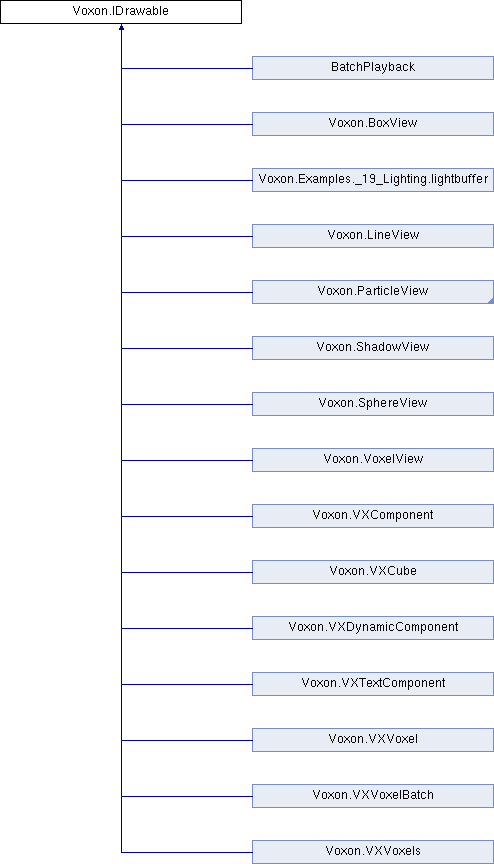 Voxon.IDrawable
BatchPlayback
Voxon.BoxView
Voxon.Examples._19_Lighting.lightbuffer
Voxon.LineView
Voxon.ParticleView
Voxon.ShadowView
Voxon.SphereView
Voxon.VoxelView
Voxon.VXComponent
Voxon.VXCube
Voxon.VXDynamicComponent
Voxon.VXTextComponent
Voxon.VXVoxel
Voxon.VXVoxelBatch
Voxon.VXVoxels